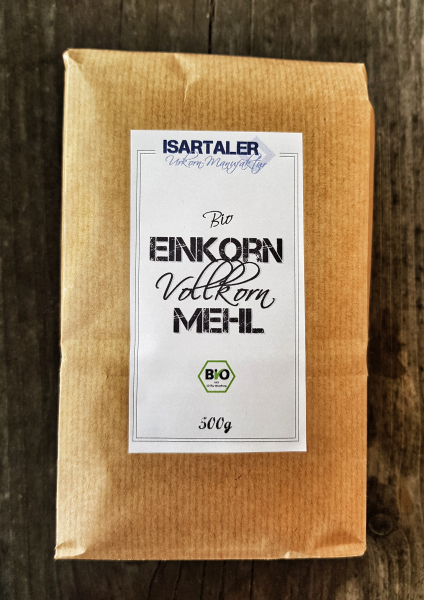 ISARTALER
Urkorn-Manufaktur
Bio
EINKORN
Vollkorn
MEHL
BIO
500g